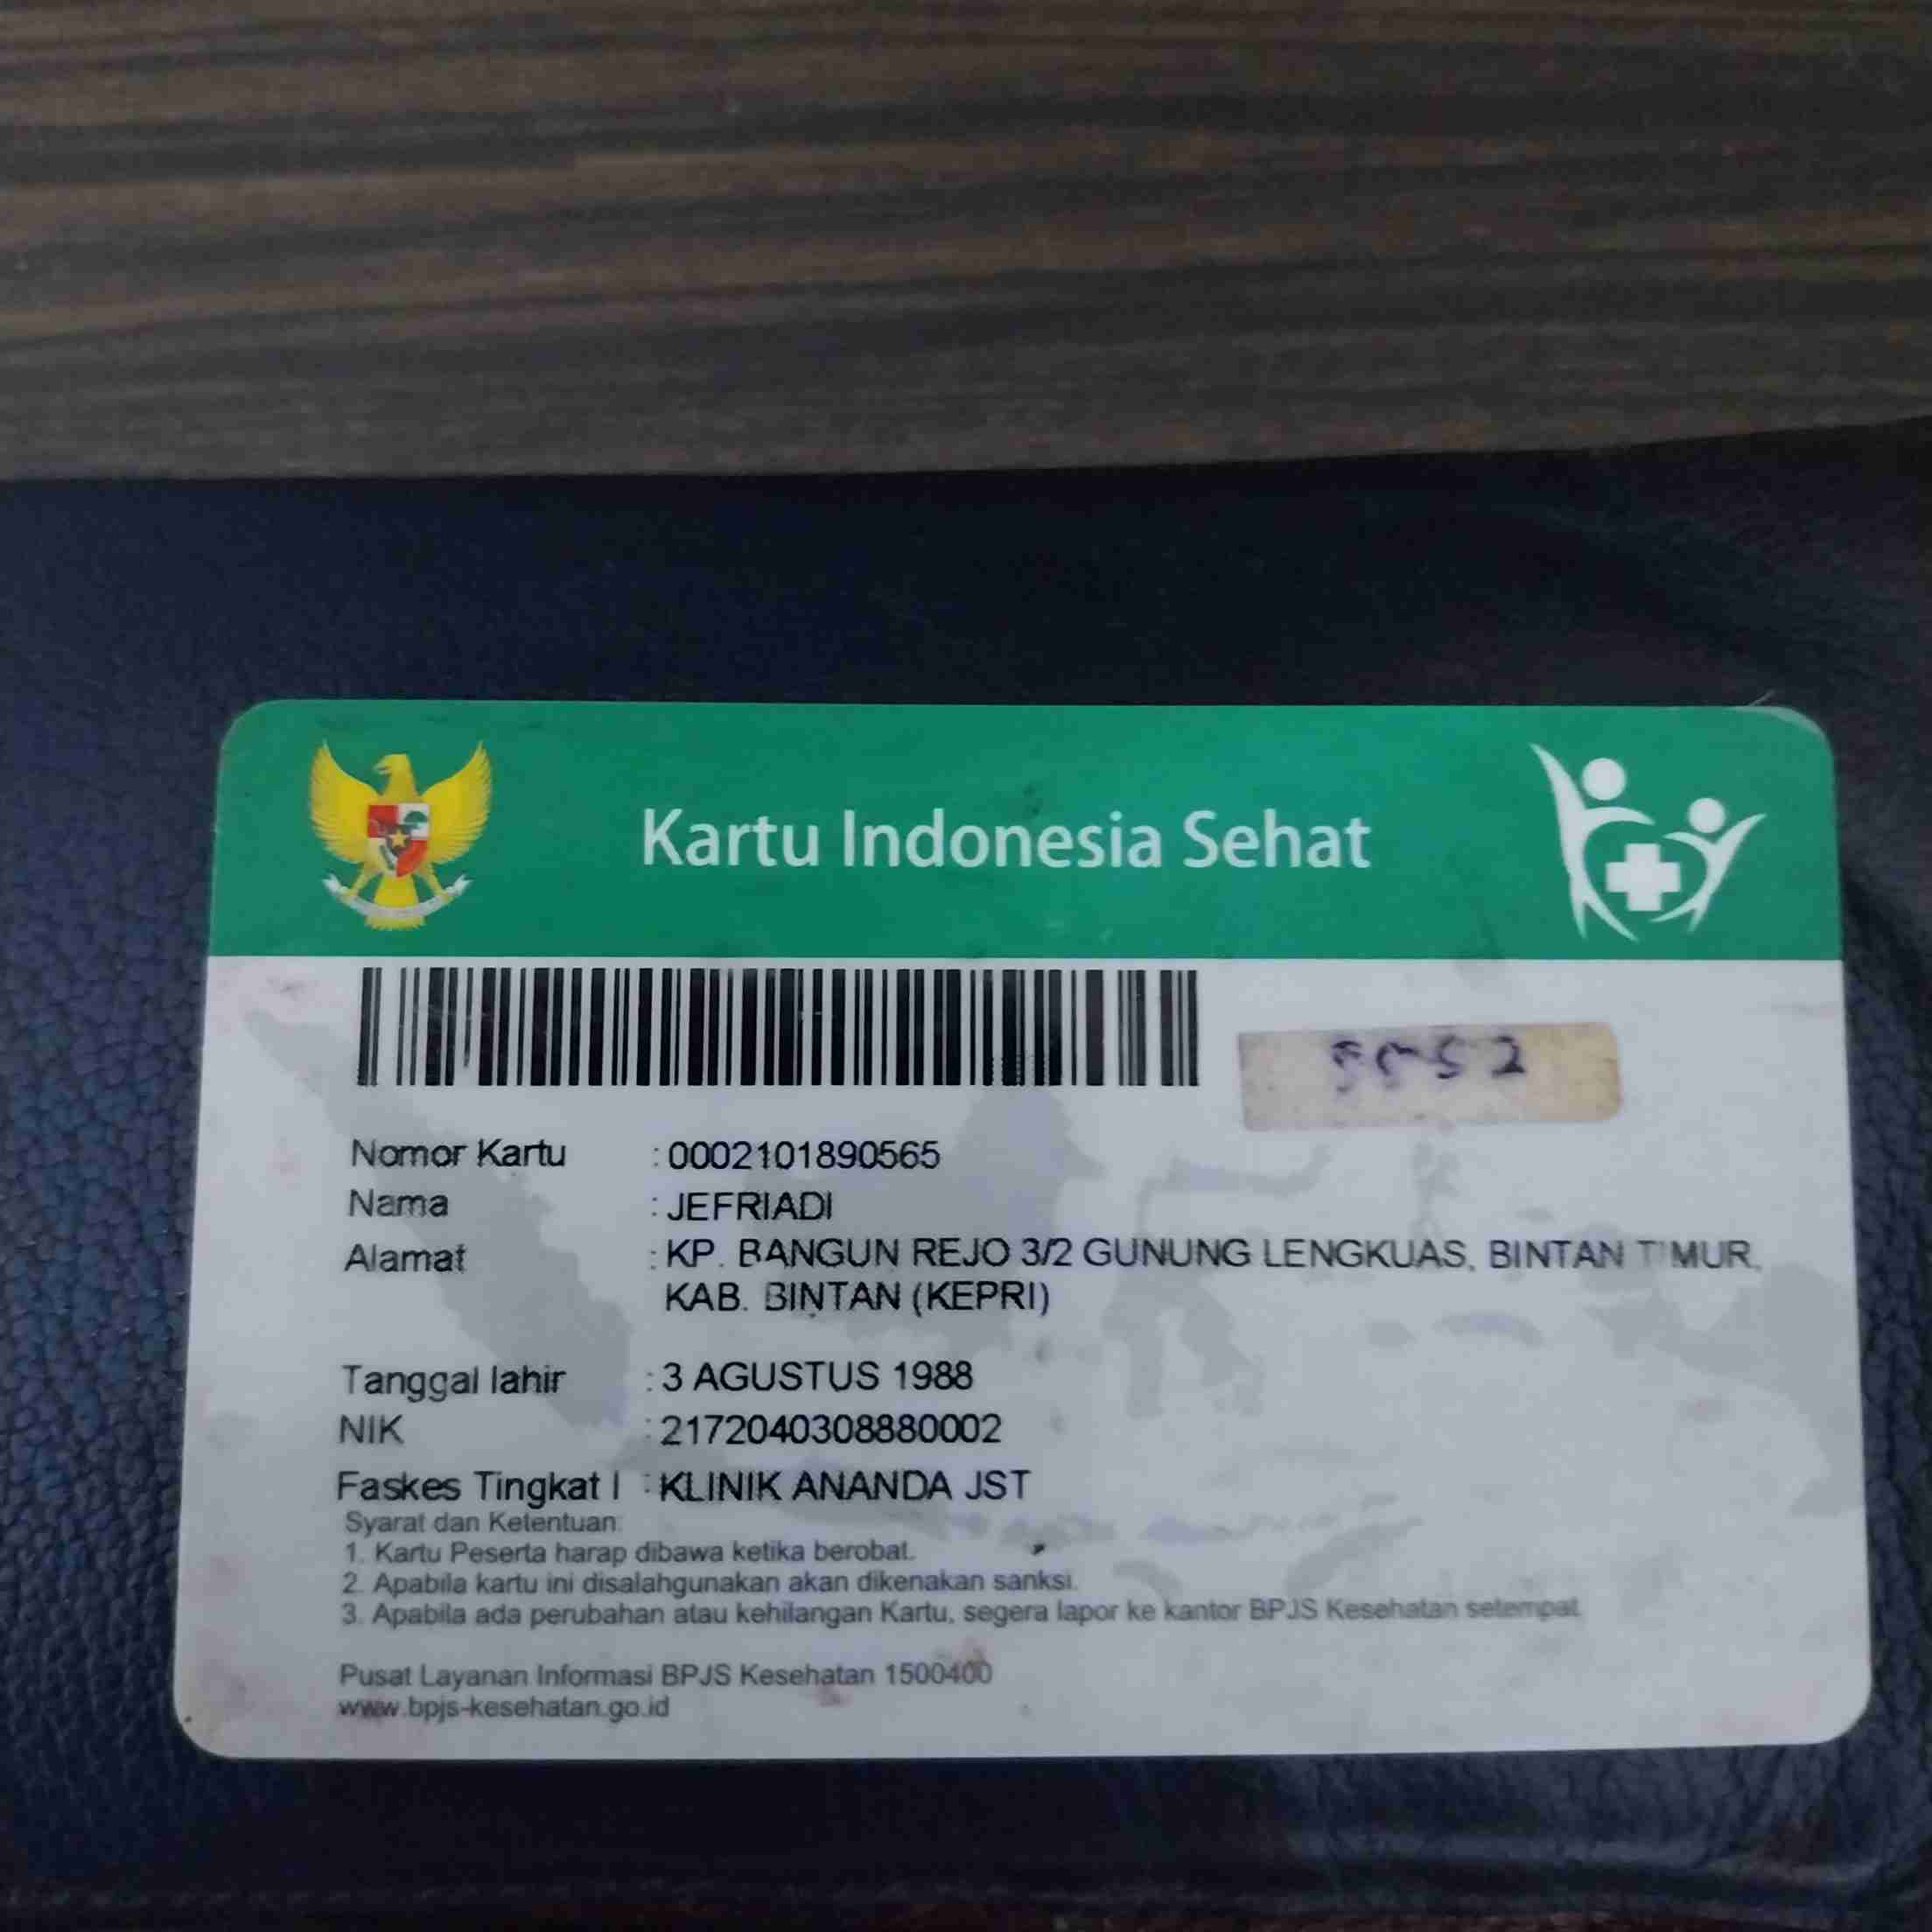 Kartu Indonesia Sehat
Nomor Kartu : 0002101890565
Nama : JEFRIADI
Alamat : KP. BANGUN REJO 3/2 GUNUNG LENGKUAS, BINTAN TIMUR,
KAB. BINTAN (KEPRI)
Tanggal lahir : 3 AGUSTUS 1988
NIK : 2172040308880002
Faskes Tingkat I : KLINIK ANANDA JST
Syarat dan Ketentuan:
1. Kartu Peserta harap dibawa ketika berobat.
2. Apabila kartu ini disalahgunakan akan dikenakan sanksi.
3. Apabila ada perubahan atau kehilangan Kartu, segera lapor ke kantor BPJS Kesehatan setempat
Pusat Layanan Informasi BPJS Kesehatan 1500400
www.bpjs-kesehatan.go.id